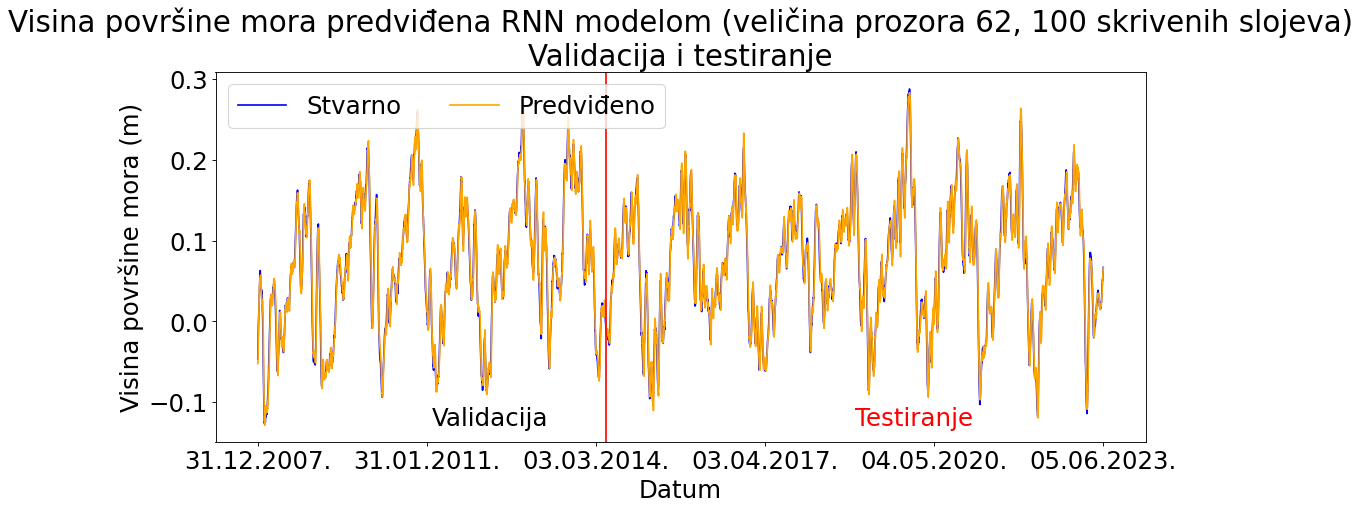 Visina površine mora predviđena RNN modelom (veličina prozora 62, 100 skrivenih slojeva)
Validacija i testiranje
Stvarno Predviđeno
Visina površine mora (m)
0.3
0.2
0.1
0.0
−0.1
Validacija Testiranje
31.12.2007. 31.01.2011. 03.03.2014. 03.04.2017. 04.05.2020. 05.06.2023.
Datum